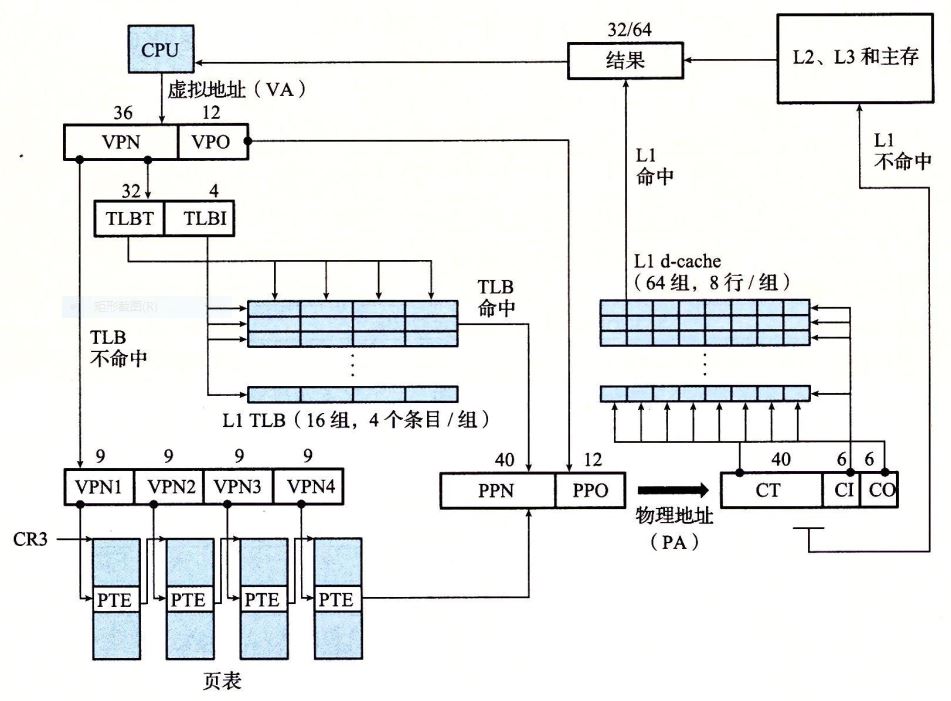 CPU
32/64
结果
L2、L3 和主存
虚拟地址（VA）
36
12
VPN
VPO
L1
命中
L1
不命中
32
4
TLBT
TLBI
L1 d-cache
（64 组，8 行 / 组）
TLB
命中
矩形截图(R)
TLB
不命中
⋮
⋮
L1 TLB（16 组，4 个条目 / 组）
9
9
9
9
VPN1
VPN2
VPN3
VPN4
40
12
PPN
PPO
物理地址
（PA）
40
6
6
CT
CI
CO
CR3
PTE
PTE
PTE
PTE
页表